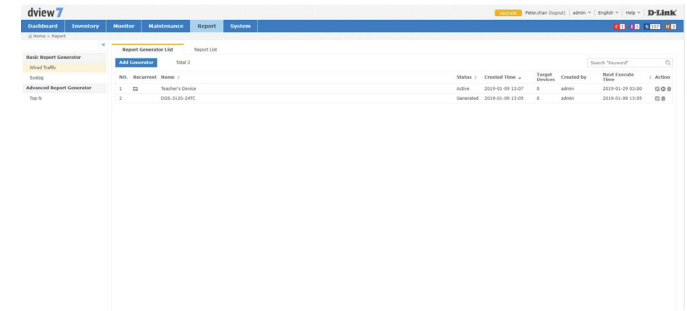 dview 7
Upgrade Peter.chan (logout) admin English Help D-Link
Dashboard Inventory Monitor Maintenance Report System
Home > Report
Report Generator List Report List
Basic Report Generator
Wired Traffic
Syslog
Advanced Report Generator
Top N
Add Generator Total 2 Search "Keyword"
NO. Recurrent Name Status Created Time Target Devices Created by Next Execute Time Action
1 Teacher's Device Active 2019-01-09 13:07 0 admin 2019-01-29 03:00
2 DGS-3120-24TC Generated 2019-01-09 13:05 0 admin 2019-01-09 13:05